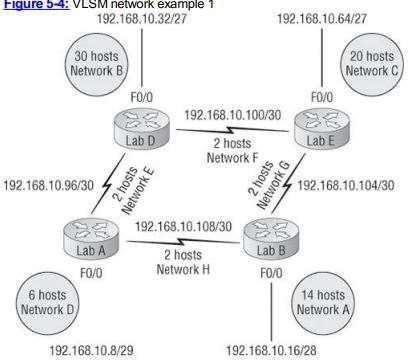 Figure 5-4: VLSM network example 1
192.168.10.32/27
192.168.10.64/27
30 hosts
Network B
20 hosts
Network C
F0/0
F0/0
192.168.10.100/30
Lab D
Lab E
2 hosts
Network F
192.168.10.96/30
2 hosts
Network E
2 hosts
Network G
192.168.10.104/30
192.168.10.108/30
Lab A
Lab B
2 hosts
Network H
F0/0
F0/0
6 hosts
Network D
14 hosts
Network A
192.168.10.8/29
192.168.10.16/28